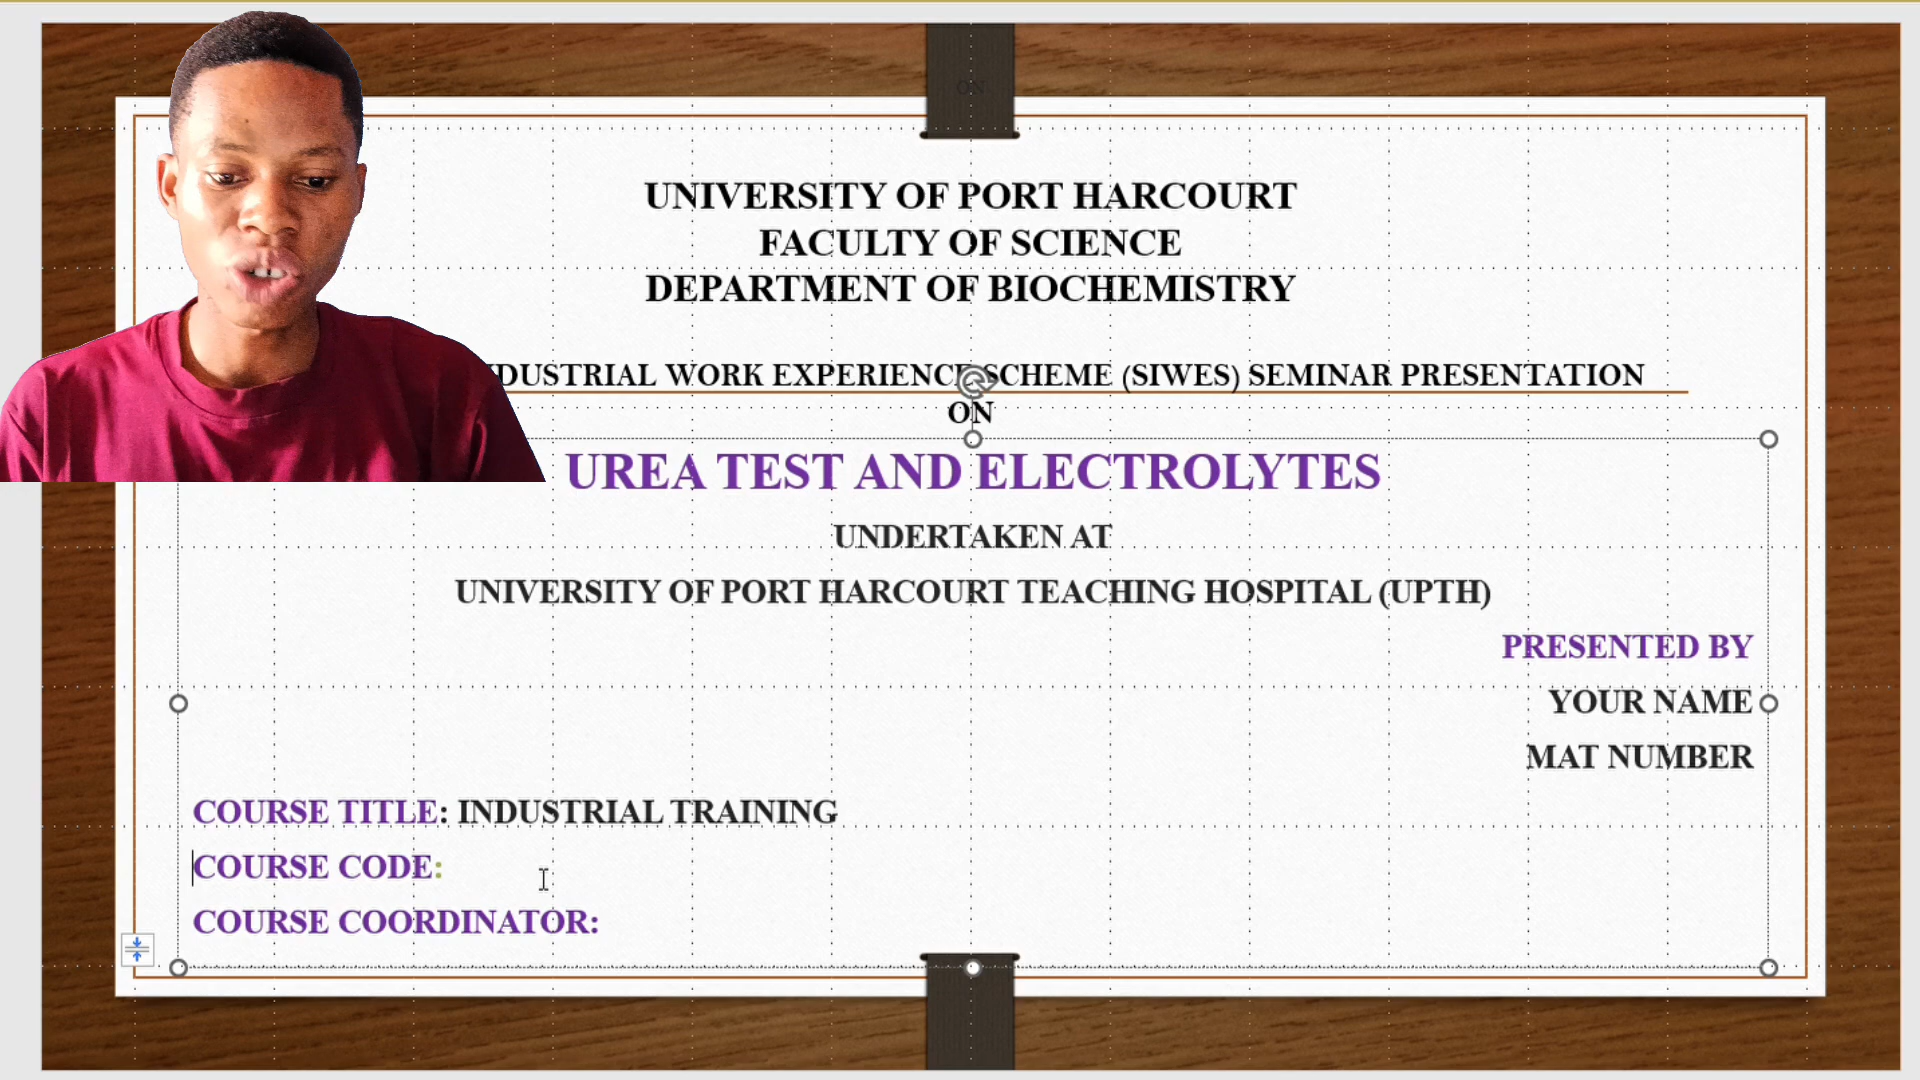 ON
UNIVERSITY OF PORT HARCOURT
FACULTY OF SCIENCE
DEPARTMENT OF BIOCHEMISTRY
WORK EXPERIENCE SCHEME (SIWES) SEMINAR PRESENTATION
ON
UREA TEST AND ELECTROLYTES
UNDERTAKEN AT
UNIVERSITY OF PORT HARCOURT TEACHING HOSPITAL (UPTH)
PRESENTED BY
YOUR NAME
MAT NUMBER
COURSE TITLE: INDUSTRIAL TRAINING
COURSE CODE:
COURSE COORDINATOR: